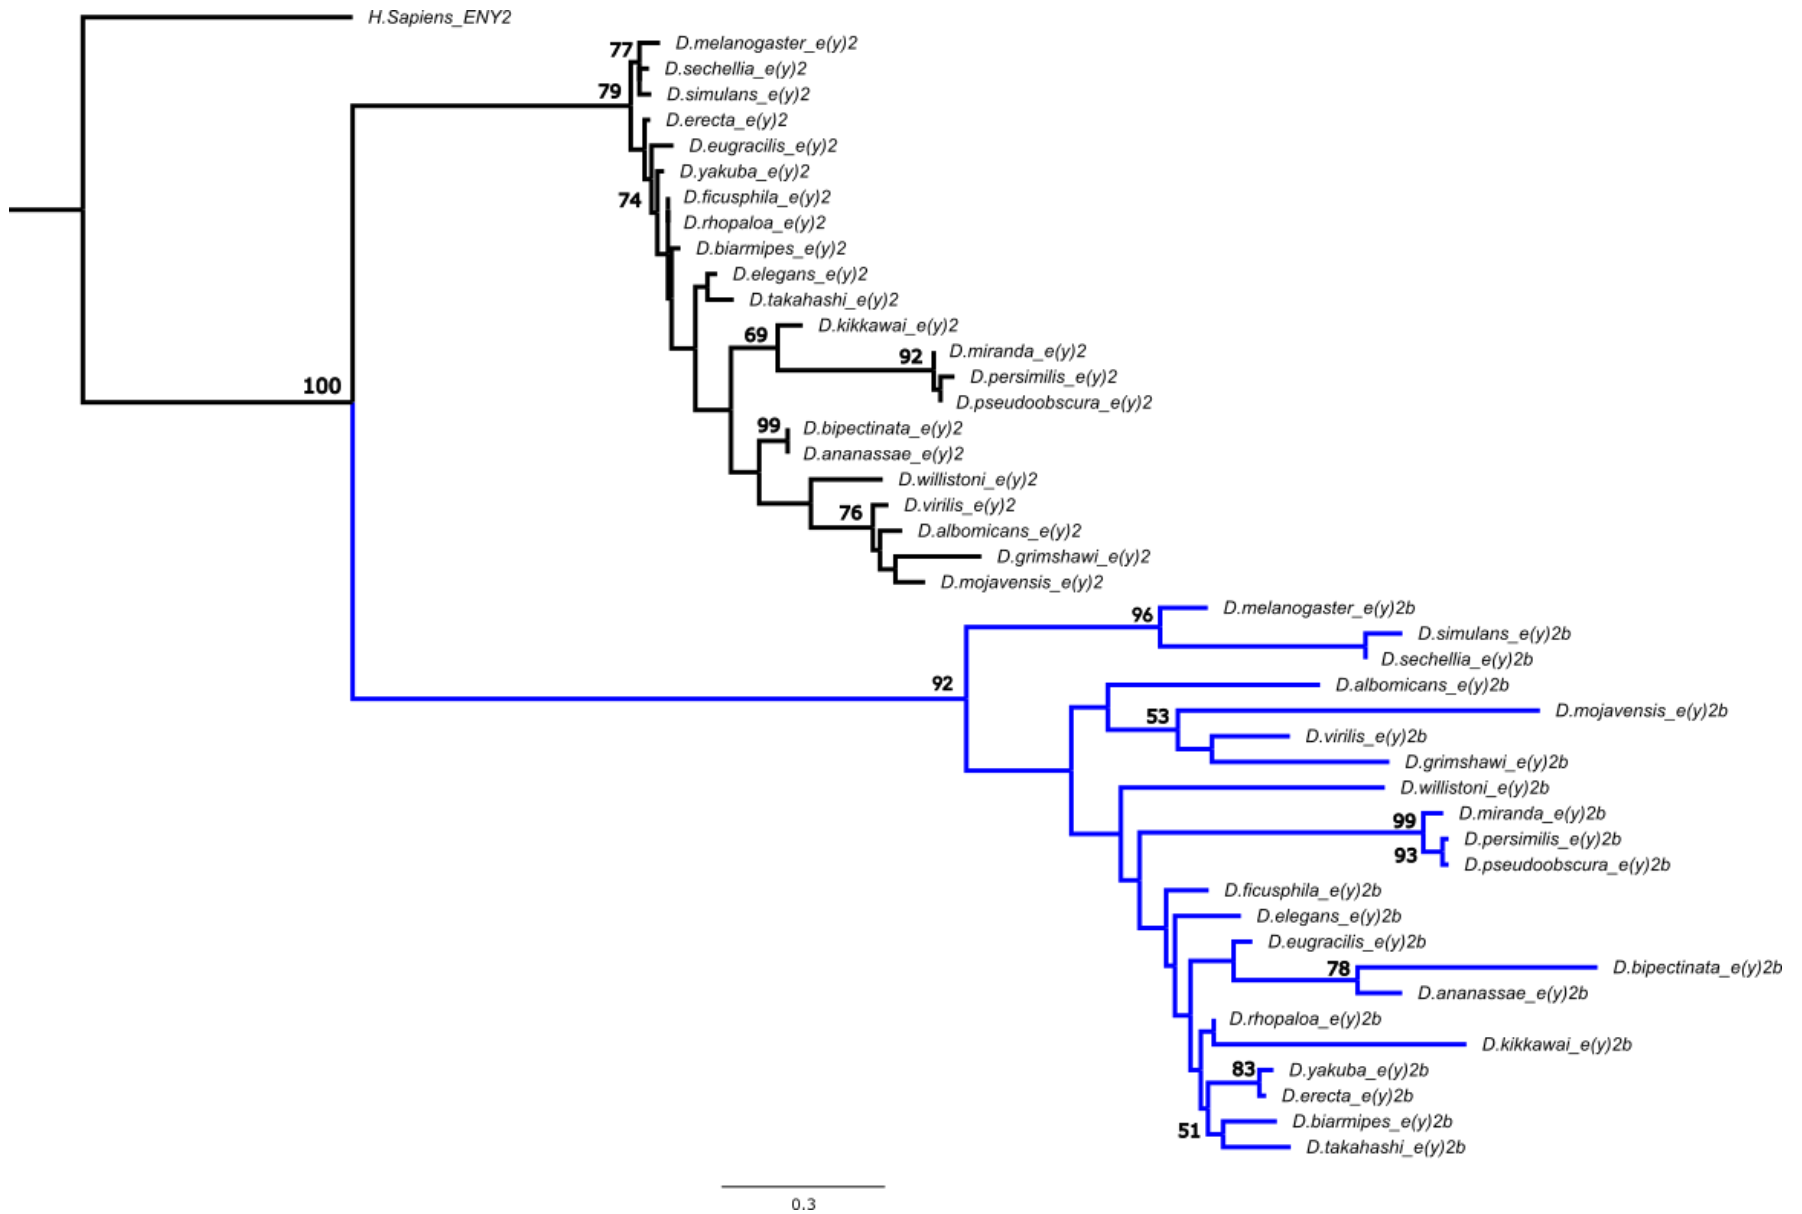 H.Sapiens_ENY2
77
D.melanogaster_e(y)2
D.sechellia_e(y)2
79
D.simulans_e(y)2
D.erecta_e(y)2
D.eugracilis_e(y)2
D.yakuba_e(y)2
74
D.ficusphila_e(y)2
D.rhopaloa_e(y)2
D.biarmipes_e(y)2
D.elegans_e(y)2
D.takahashi_e(y)2
D.kikkawai_e(y)2
69
D.miranda_e(y)2
92
D.persimilis_e(y)2
100
D.pseudoobscura_e(y)2
99
D.bipectinata_e(y)2
D.ananassae_e(y)2
D.willistoni_e(y)2
D.virilis_e(y)2
76
D.albomicans_e(y)2
D.grimshawi_e(y)2
D.mojavensis_e(y)2
D.melanogaster_e(y)2b
96
D.simulans_e(y)2b
D.sechellia_e(y)2b
92
D.albomicans_e(y)2b
D.mojavensis_e(y)2b
53
D.virilis_e(y)2b
D.grimshawi_e(y)2b
D.willistoni_e(y)2b
D.miranda_e(y)2b
99
D.persimilis_e(y)2b
93
D.pseudoobscura_e(y)2b
D.ficusphila_e(y)2b
D.elegans_e(y)2b
D.eugracilis_e(y)2b
78
D.bipectinata_e(y)2b
D.ananassae_e(y)2b
D.rhopaloa_e(y)2b
D.kikkawai_e(y)2b
83
D.yakuba_e(y)2b
D.erecta_e(y)2b
D.biarmipes_e(y)2b
51
D.takahashi_e(y)2b
0.3